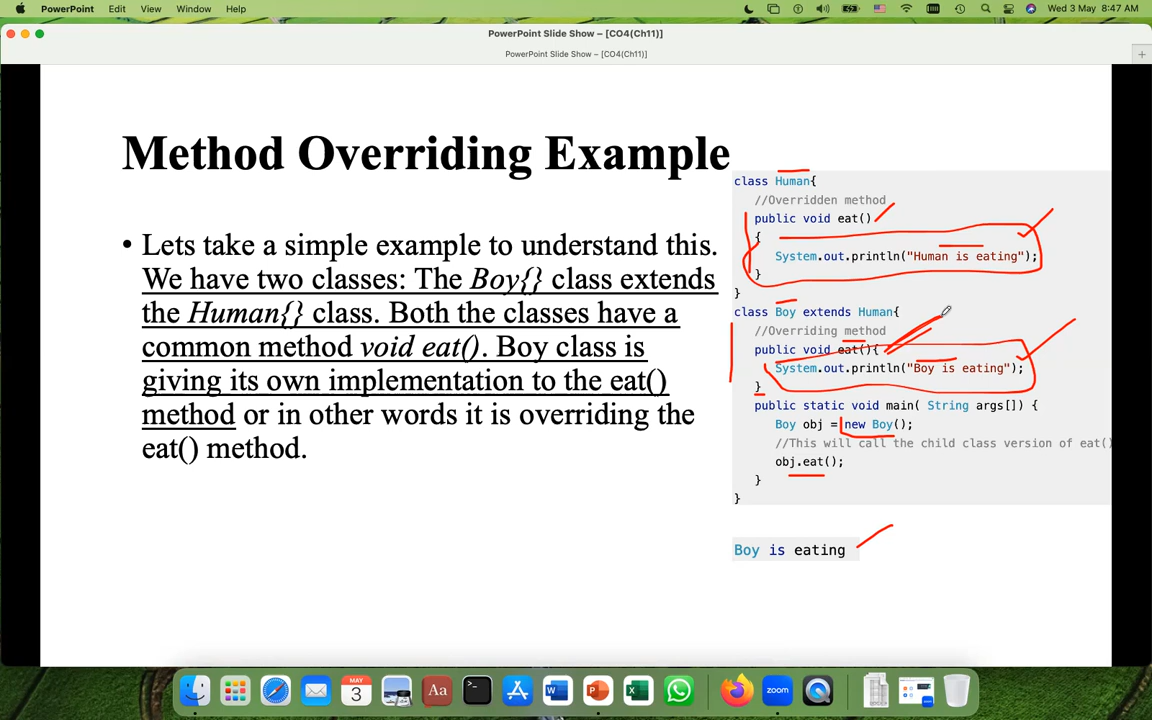 PowerPoint Edit View Window Help Wed 3 May 8:47 AM
PowerPoint Slide Show – [CO4(Ch11)]
PowerPoint Slide Show – [CO4(Ch11)]
Method Overriding Example
• Lets take a simple example to understand this.
We have two classes: The Boy{} class extends
the Human{} class. Both the classes have a
common method void eat(). Boy class is
giving its own implementation to the eat()
method or in other words it is overriding the
eat() method.
class Human{
//Overridden method
public void eat()
{
System.out.println("Human is eating");
}
}
class Boy extends Human{
//Overriding method
public void eat(){
System.out.println("Boy is eating");
}
public static void main( String args[]) {
Boy obj = new Boy();
//This will call the child class version of eat()
obj.eat();
}
}
Boy is eating
MAY
3
Aa
W
P
X
zoom